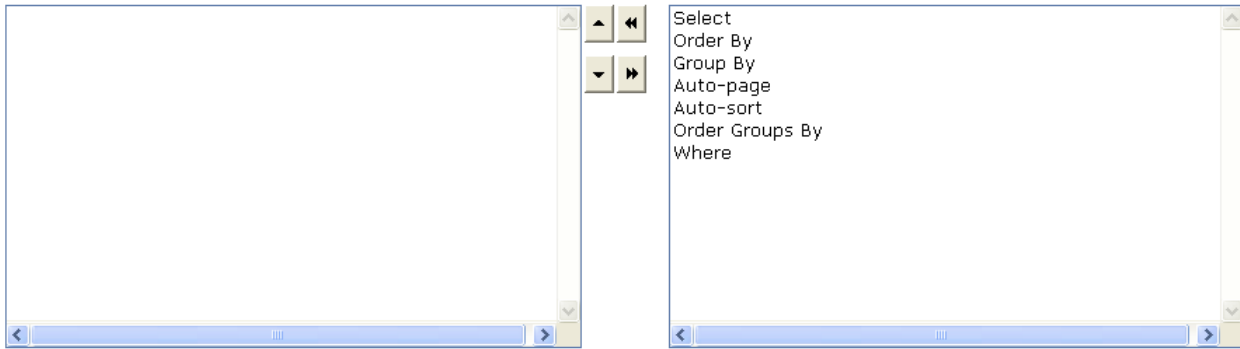 Select
Order By
Group By
Auto-page
Auto-sort
Order Groups By
Where